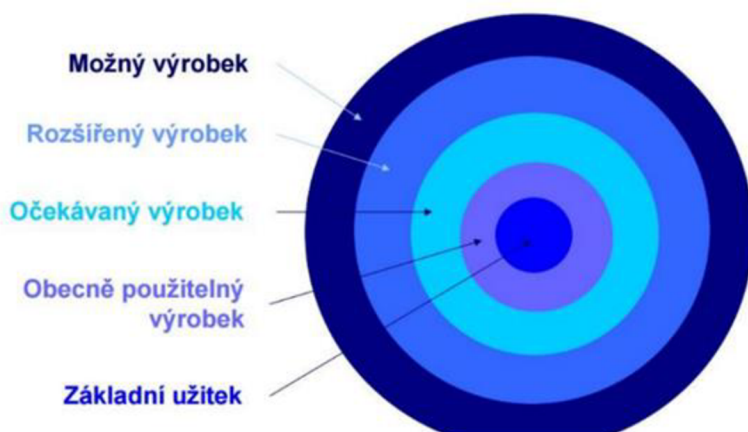 Možný výrobek
Rozšířený výrobek
Očekávaný výrobek
Obecně použitelný
výrobek
Základní užitek